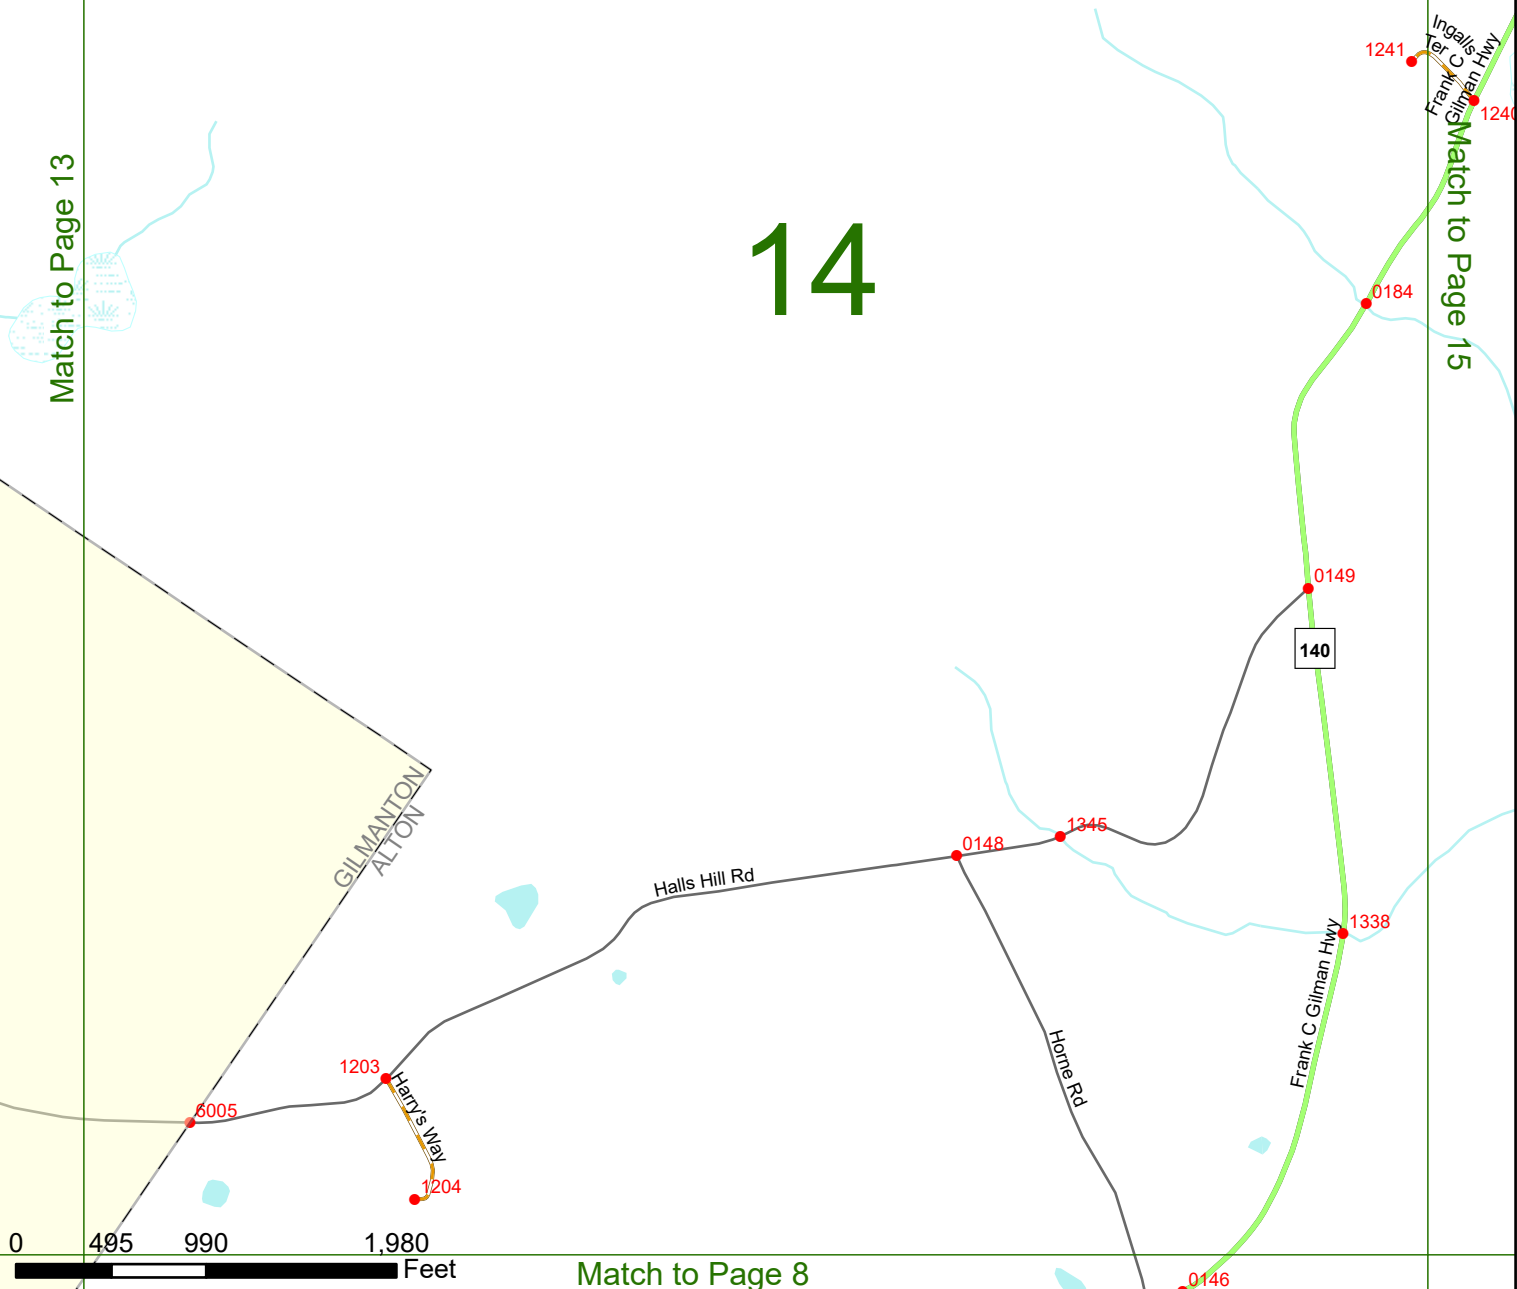 Ingalls
Ter
Frank C
Gilman Hwy
1241
1240
Match to Page 13
14
Match to Page 15
0184
0149
140
GILMANTON
ALTON
1345
0148
Halls Hill Rd
1338
Frank C Gilman Hwy
Horne Rd
1203
Harry's Way
6005
1204
0 495 990 1,980
Feet
Match to Page 8
0146